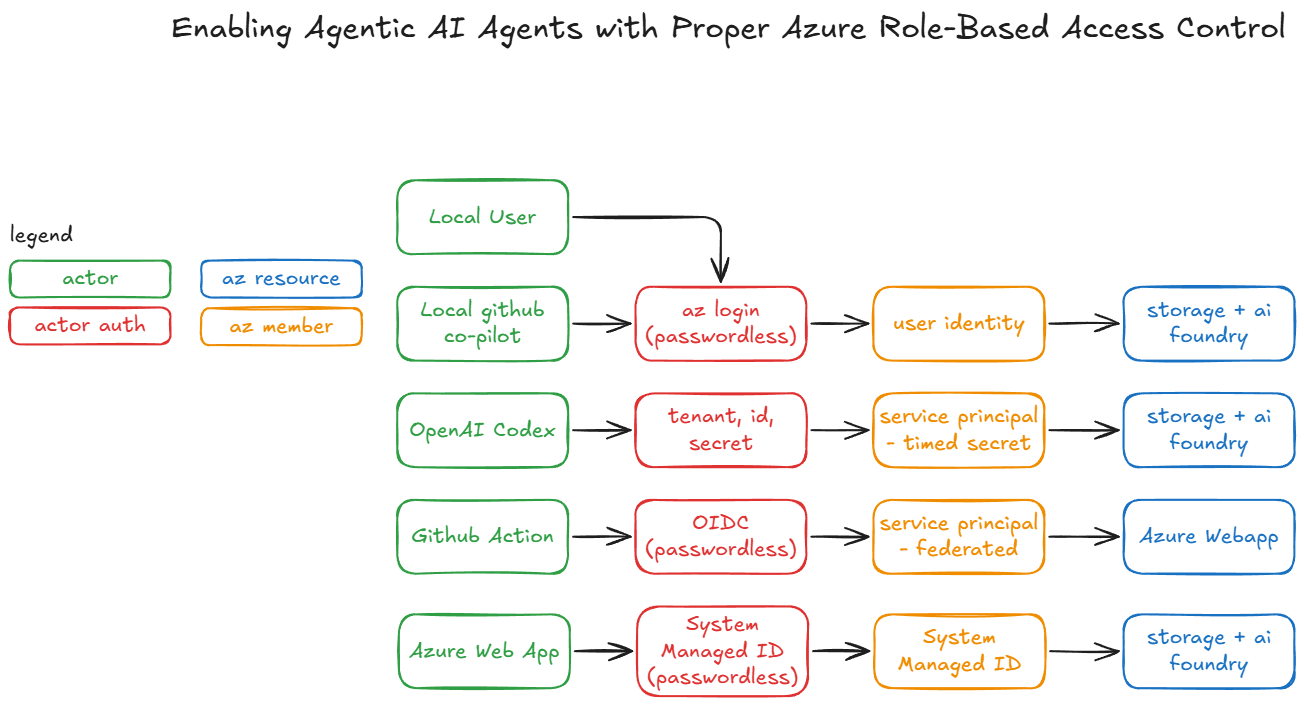 Enabling Agentic AI Agents with Proper Azure Role-Based Access Control
legend
actor
az resource
actor auth
az member
Local User
Local github
co-pilot
az login
(passwordless)
user identity
storage + ai
foundry
OpenAI Codex
tenant, id,
secret
service principal
- timed secret
storage + ai
foundry
Github Action
OIDC
(passwordless)
service principal
- federated
Azure Webapp
Azure Web App
System
Managed ID
(passwordless)
System
Managed ID
storage + ai
foundry